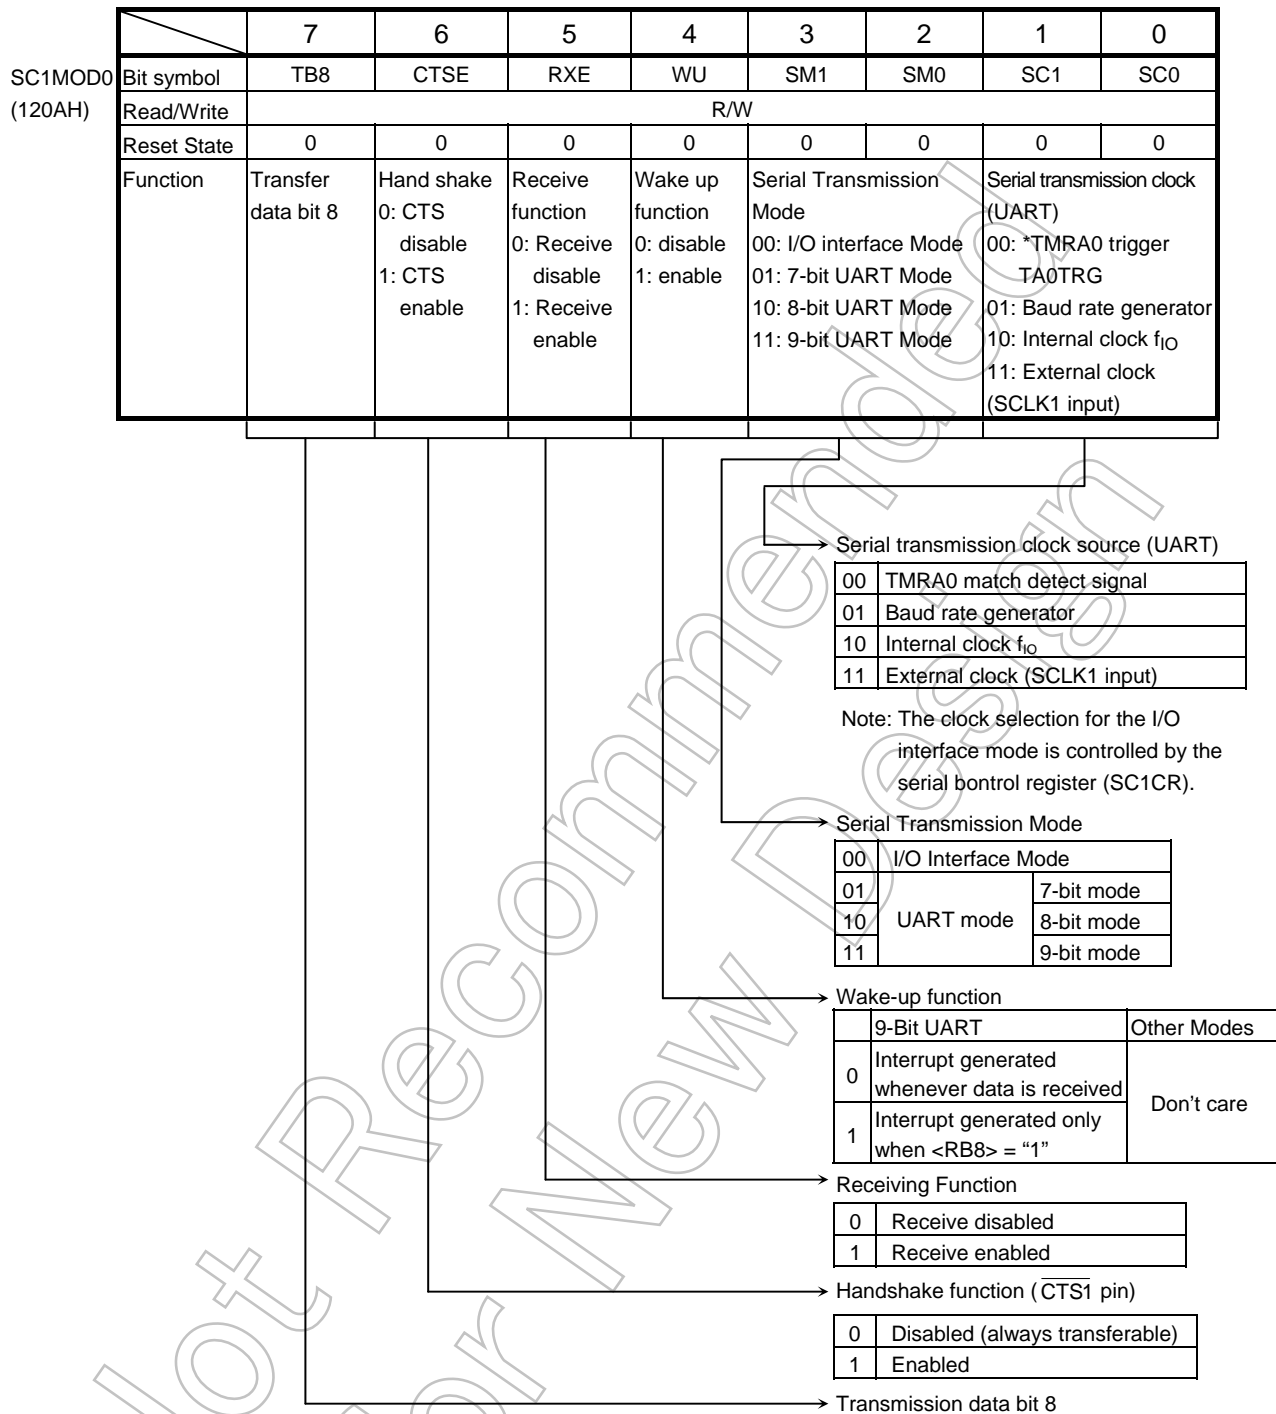 7 6 5 4 3 2 1 0
SC1MOD0 Bit symbol TB8 CTSE RXE WU SM1 SM0 SC1 SC0
(120AH) Read/Write R/W
Reset State 0 0 0 0 0 0 0 0
Function Transfer Hand shake Receive Wake up Serial Transmission Serial transmission clock
data bit 8 0: CTS function function Mode (UART)
disable 0: Receive 0: disable 00: I/O interface Mode 00: *TMRA0 trigger
1: CTS disable 1: enable 01: 7-bit UART Mode TA0TRG
enable 1: Receive 10: 8-bit UART Mode 01: Baud rate generator
enable 11: 9-bit UART Mode 10: Internal clock fIO
11: External clock
(SCLK1 input)
Serial transmission clock source (UART)
00 TMRA0 match detect signal
01 Baud rate generator
10 Internal clock fIO
11 External clock (SCLK1 input)
Note: The clock selection for the I/O
interface mode is controlled by the
serial bontrol register (SC1CR).
Serial Transmission Mode
00 I/O Interface Mode
01 7-bit mode
10 UART mode 8-bit mode
11 9-bit mode
Wake-up function
9-Bit UART Other Modes
0 Interrupt generated
whenever data is received
Don't care
1 Interrupt generated only
when <RB8> = “1”
Receiving Function
0 Receive disabled
1 Receive enabled
Handshake function (CTS1 pin)
0 Disabled (always transferable)
1 Enabled
Transmission data bit 8
Not Recommended
for New Design